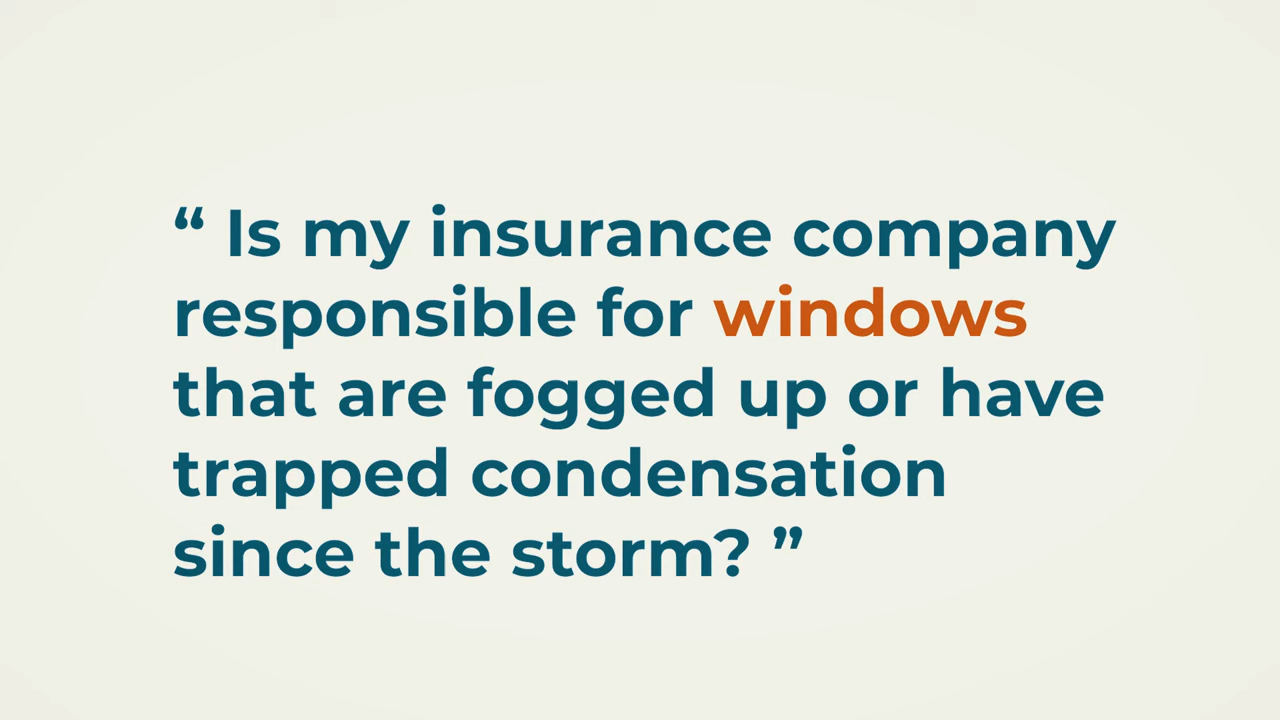 “ Is my insurance company
responsible for windows
that are fogged up or have
trapped condensation
since the storm? ”